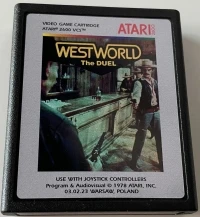 VIDEO GAME CARTRIDGE
ATARI® 2600 VCS™
ATARI®
WESTWORLD
The DUEL
USE WITH JOYSTICK CONTROLLERS
Program & Audiovisual © 1978 ATARI, INC.
03.02.23 WARSAW, POLAND